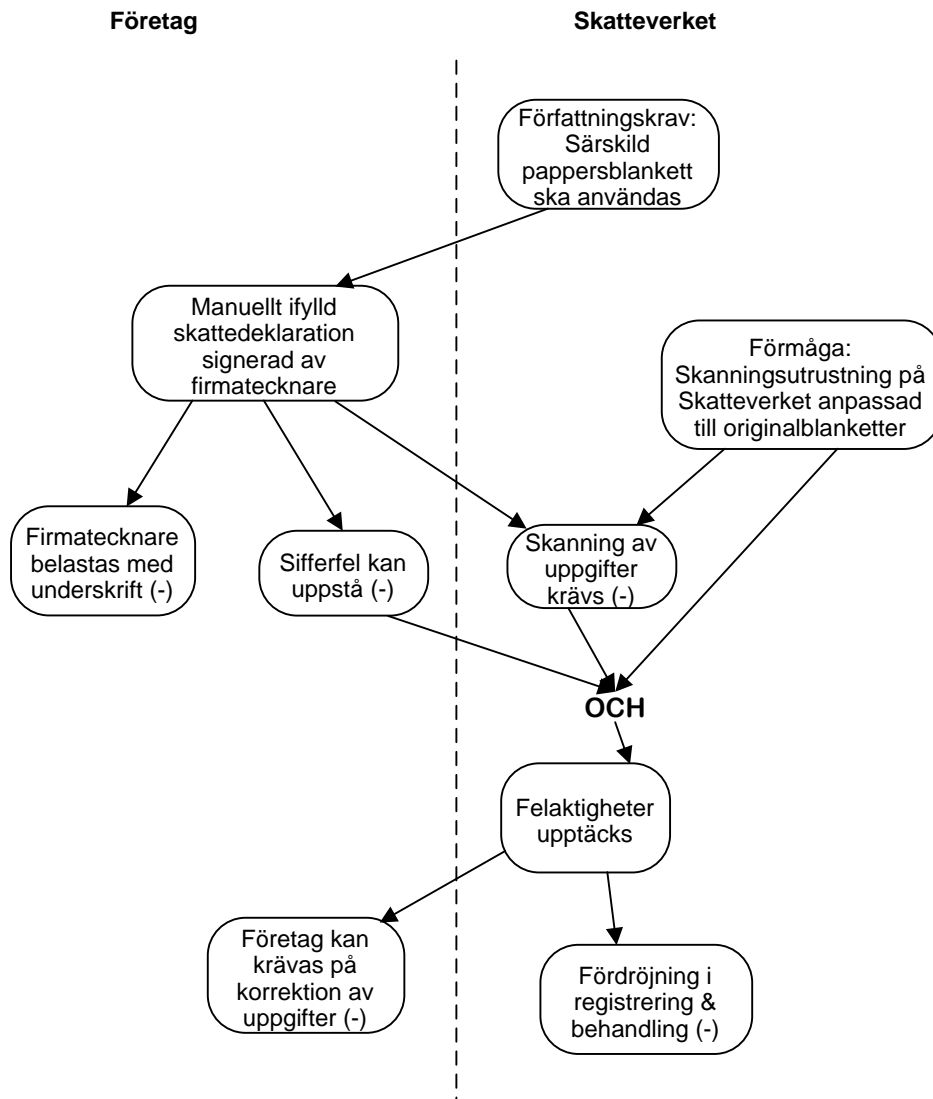 Företag
Skatteverket
Författningskrav:
Särskild
pappersblankett
ska användas
Manuellt ifylld
skattedeklaration
signerad av
firmatecknare
Förmåga:
Skanningsutrustning på
Skatteverket anpassad
till originalblanketter
Firmatecknare
belastas med
underskrift (-)
Sifferfel kan
uppstå (-)
Skanning av
uppgifter
krävs (-)
OCH
Felaktigheter
upptäcks
Företag kan
krävas på
korrektion av
uppgifter (-)
Fördröjning i
registrering &
behandling (-)